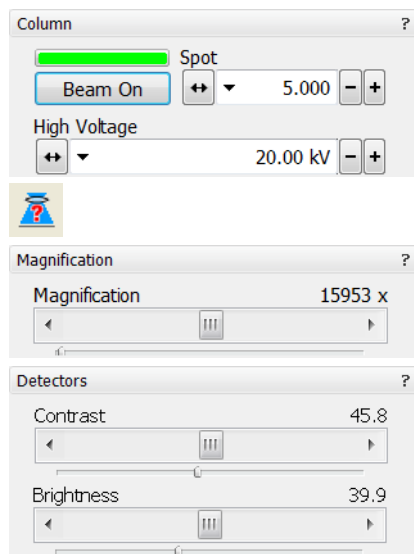 Column ?
Spot
Beam On 5.000 - +
High Voltage
20.00 kV - +
?
Magnification ?
Magnification 15953 x
Detectors ?
Contrast 45.8
Brightness 39.9